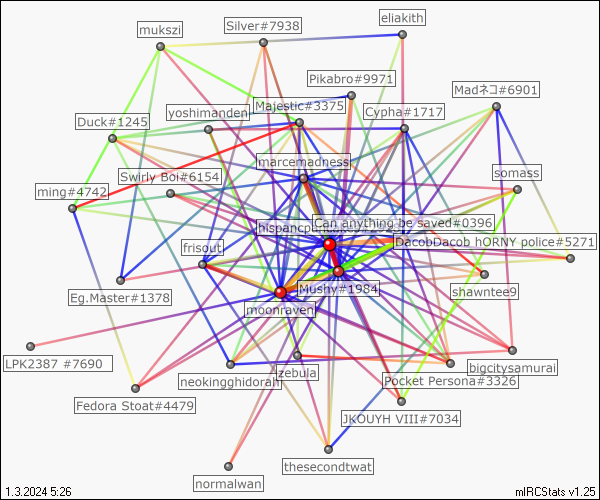 eliakith
Silver#7938
mukszi
Pikabro#9971
Madネコ#6901
Majestic#3375
yoshimanden
Cypha#1717
Duck#1245
marcemadness
somass
Swirly Boi#6154
ming#4742
Can anything be saved#0396
hispancpu
DacobDacob hORNY police#5271
frisout
Mushy#1984
shawntee9
Eg.Master#1378
moonraven
LPK2387 #7690
bigcitysamurai
zebula
neokingghidorah
Pocket Persona#3326
Fedora Stoat#4479
JKOUYH VIII#7034
thesecondtwat
normalwan
1.3.2024 5:26
mIRCStats v1.25